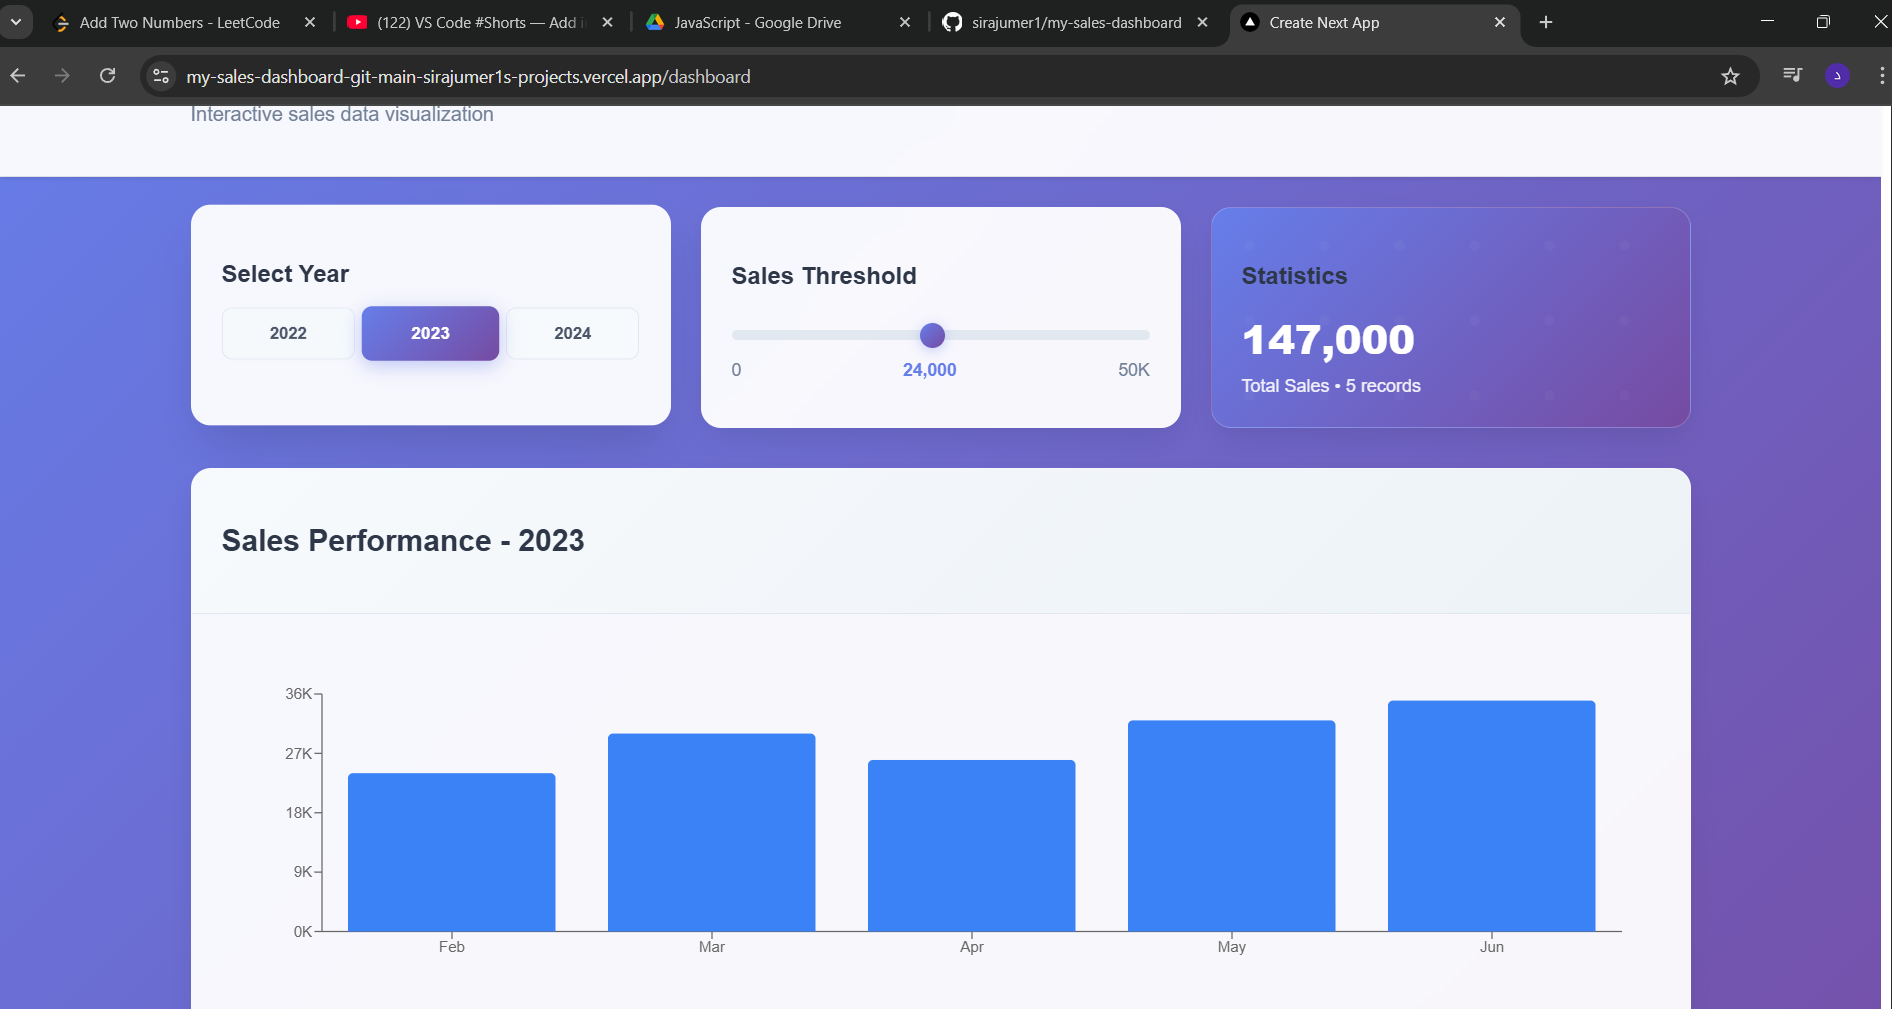 Add Two Numbers - LeetCode
(122) VS Code #Shorts — Add i
JavaScript - Google Drive
sirajumer1/my-sales-dashboard
Create Next App
my-sales-dashboard-git-main-sirajumer1s-projects.vercel.app/dashboard
د
Interactive sales data visualization
Select Year
2022 2023 2024
Sales Threshold
0 24,000 50K
Statistics
147,000
Total Sales • 5 records
Sales Performance - 2023
36K
27K
18K
9K
0K
Feb Mar Apr May Jun